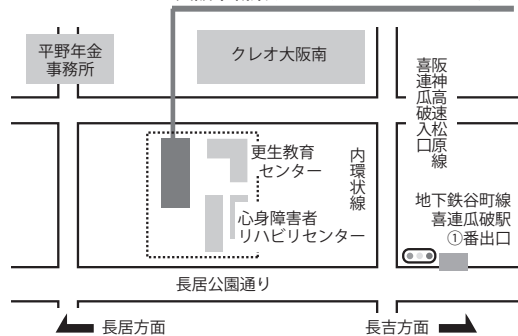 平野年金
事務所
クレオ大阪南
阪神高速松原線
喜連瓜破入口
更生教育
センター
内環状線
心身障害者
リハビリセンター
地下鉄谷町線
喜連瓜破駅
①番出口
長居公園通り
長居方面
長吉方面